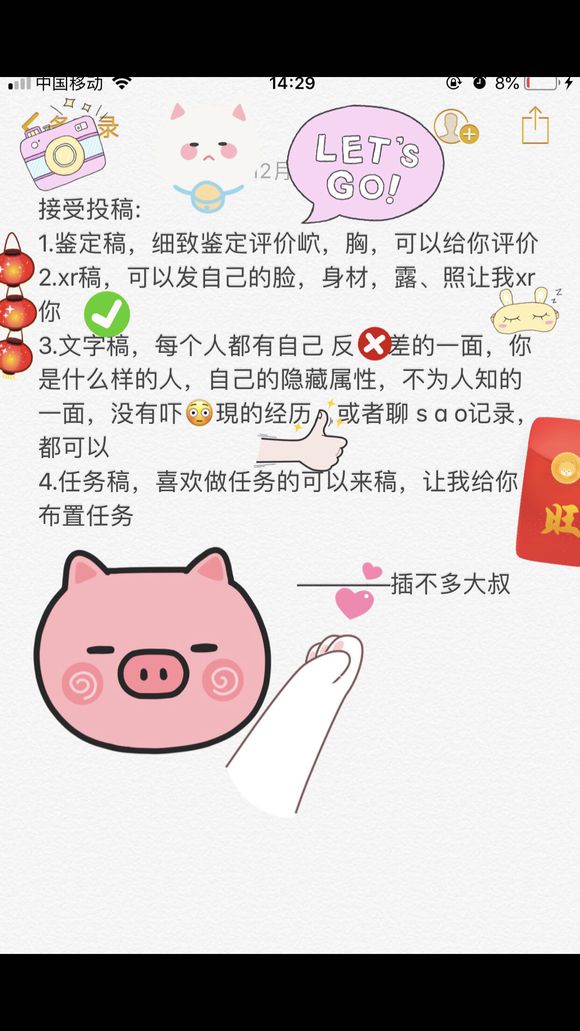 中国移动 14:29 8%
录
12月
LET'S
GO!
接受投稿:
1.鉴定稿，细致鉴定评价岤，胸，可以给你评价
2.xr稿，可以发自己的脸，身材，露、照让我xr
你
3.文字稿，每个人都有自己 反 差的一面，你
是什么样的人，自己的隐藏属性，不为人知的
一面，没有吓😳現的经历，或者聊 s ɑ o记录，
都可以
4.任务稿，喜欢做任务的可以来稿，让我给你
布置任务
旺
————插不多大叔